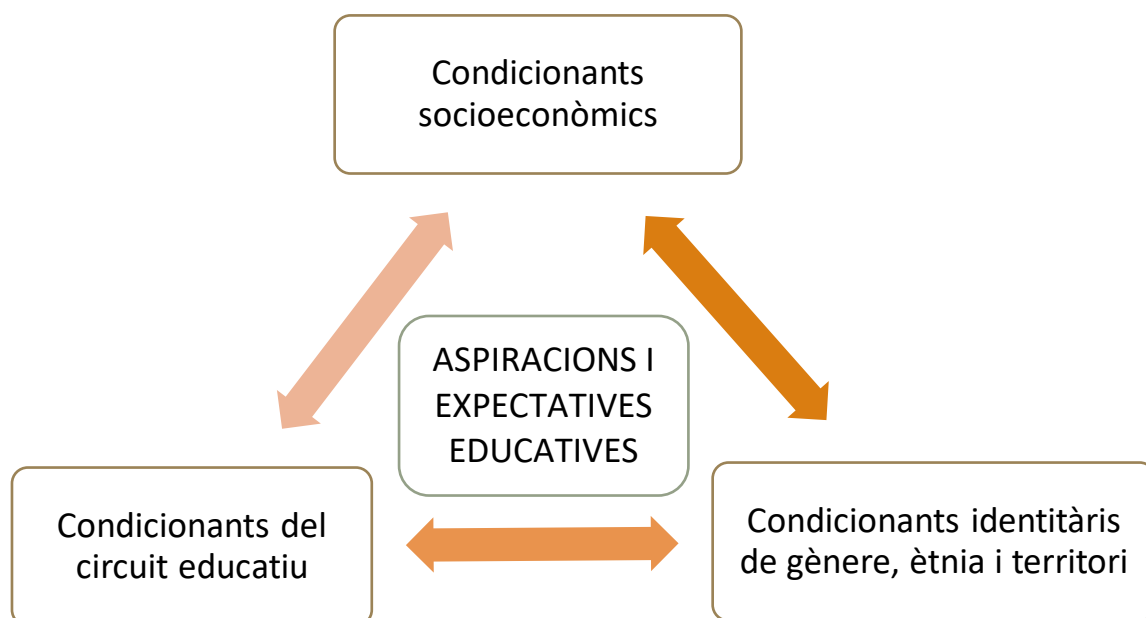 Condicionants
socioeconòmics
ASPIRACIONS I
EXPECTATIVES
EDUCATIVES
Condicionants del
circuit educatiu
Condicionants identitàris
de gènere, ètnia i territori